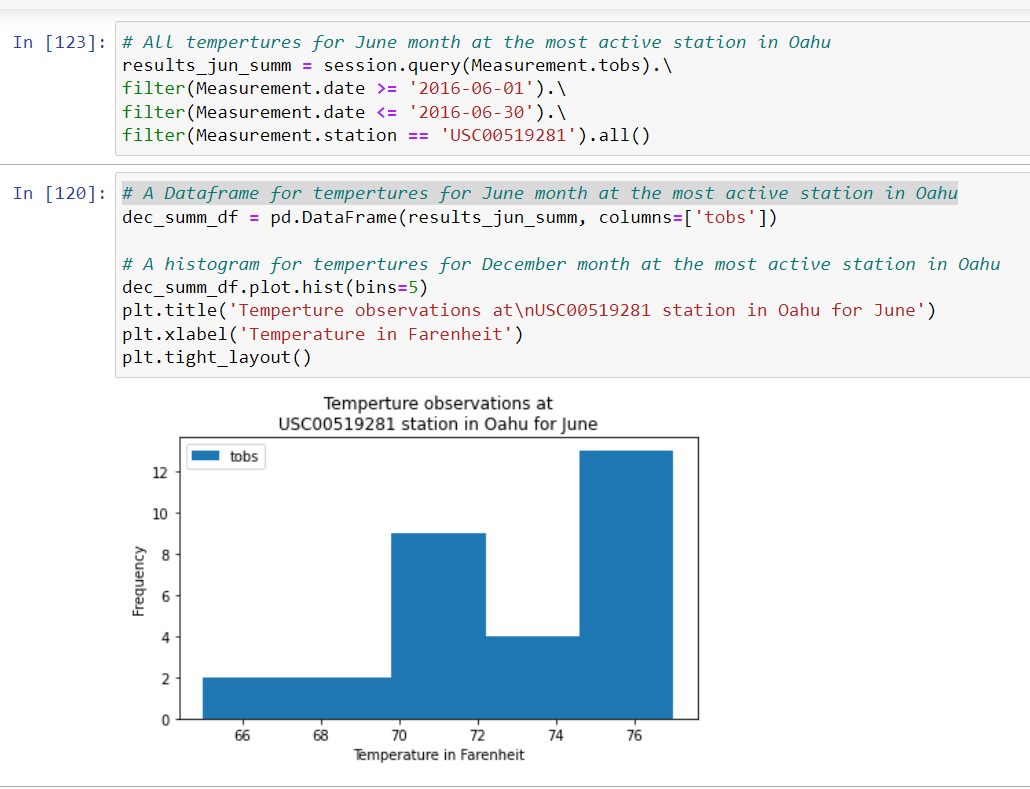 In [123]: # All tempertures for June month at the most active station in Oahu
results_jun_summ = session.query(Measurement.tobs).\
filter(Measurement.date >= '2016-06-01').\
filter(Measurement.date <= '2016-06-30').\
filter(Measurement.station == 'USC00519281').all()
In [120]: # A Dataframe for tempertures for June month at the most active station in Oahu
dec_summ_df = pd.DataFrame(results_jun_summ, columns=['tobs'])
# A histogram for tempertures for December month at the most active station in Oahu
dec_summ_df.plot.hist(bins=5)
plt.title('Temperture observations at\nUSC00519281 station in Oahu for June')
plt.xlabel('Temperature in Farenheit')
plt.tight_layout()
Temperture observations at
USC00519281 station in Oahu for June
tobs
12
10
8
6
4
2
0
Frequency
66 68 70 72 74 76
Temperature in Farenheit